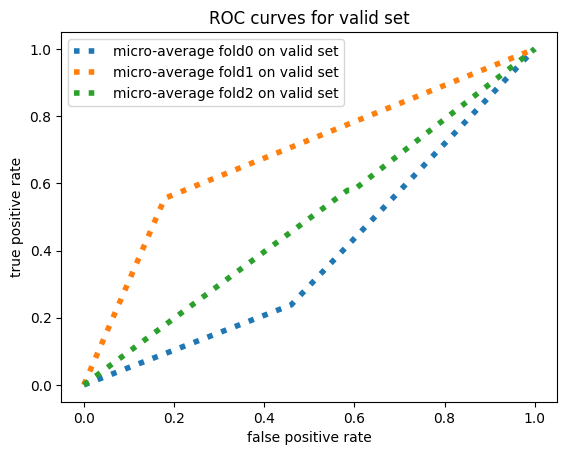 ROC curves for valid set
micro-average fold0 on valid set
micro-average fold1 on valid set
micro-average fold2 on valid set
true positive rate
1.0
0.8
0.6
0.4
0.2
0.0
0.0 0.2 0.4 0.6 0.8 1.0
false positive rate